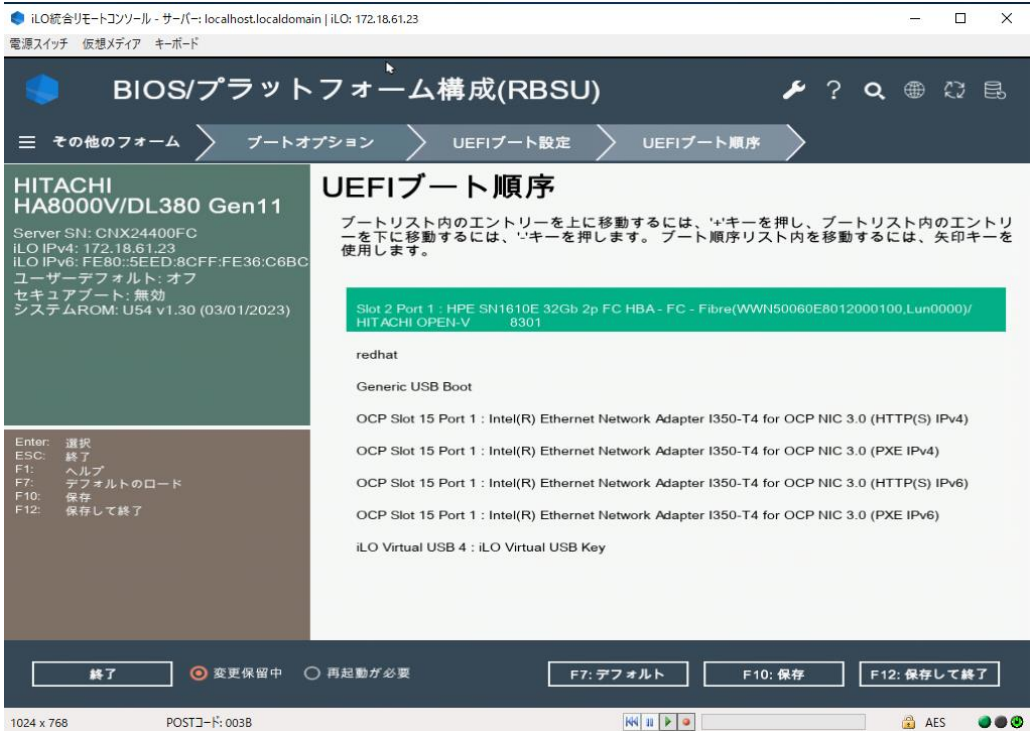 iLO統合リモートコンソール - サーバー: localhost.localdomain | iLO: 172.18.61.23
電源スイッチ 仮想メディア キーボード
BIOS/プラットフォーム構成(RBSU)
その他のフォーム ブートオプション UEFIブート設定 UEFIブート順序
HITACHI
HA8000V/DL380 Gen11
Server SN: CNX24400FC
iLO IPv4: 172.18.61.23
iLO IPv6: FE80::5EED:8CFF:FE36:C6BC
ユーザーデフォルト: オフ
セキュアブート: 無効
システムROM: U54 v1.30 (03/01/2023)
Enter: 選択
ESC: 終了
F1: ヘルプ
F7: デフォルトのロード
F10: 保存
F12: 保存して終了
UEFIブート順序
ブートリスト内のエントリーを上に移動するには、'+'キーを押し、ブートリスト内のエントリ
ーを下に移動するには、'-'キーを押します。 ブート順序リスト内を移動するには、矢印キーを
使用します。
Slot 2 Port 1 : HPE SN1610E 32Gb 2p FC HBA - FC - Fibre(WWN50060E8012000100,Lun0000)/
HITACHI OPEN-V 8301
redhat
Generic USB Boot
OCP Slot 15 Port 1 : Intel(R) Ethernet Network Adapter I350-T4 for OCP NIC 3.0 (HTTP(S) IPv4)
OCP Slot 15 Port 1 : Intel(R) Ethernet Network Adapter I350-T4 for OCP NIC 3.0 (PXE IPv4)
OCP Slot 15 Port 1 : Intel(R) Ethernet Network Adapter I350-T4 for OCP NIC 3.0 (HTTP(S) IPv6)
OCP Slot 15 Port 1 : Intel(R) Ethernet Network Adapter I350-T4 for OCP NIC 3.0 (PXE IPv6)
iLO Virtual USB 4 : iLO Virtual USB Key
終了 変更保留中 再起動が必要 F7: デフォルト F10: 保存 F12: 保存して終了
1024 x 768 POSTコード: 003B AES